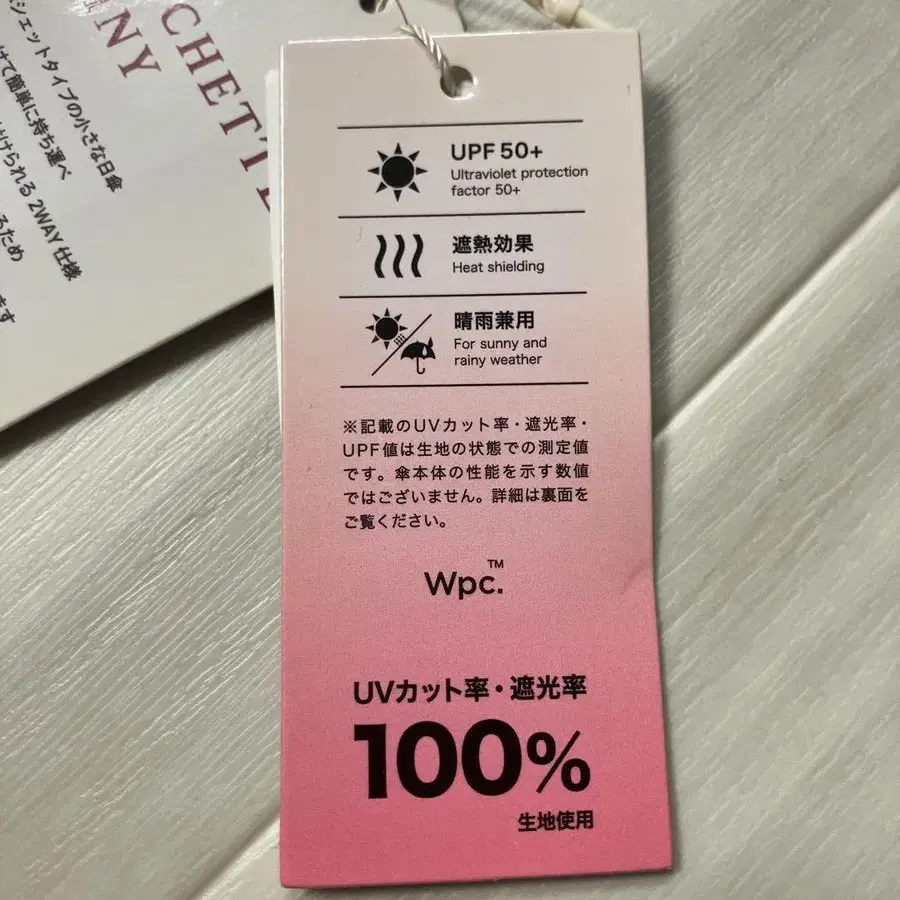 CHETTE
NY
シェットタイプの小さな日傘
けて簡単に持ち運べ
けられる 2WAY 仕様
るため
ます
UPF 50+
Ultraviolet protection
factor 50+
遮熱効果
Heat shielding
晴雨兼用
For sunny and
rainy weather
※記載のUVカット率・遮光率・
UPF値は生地の状態での測定値
です。傘本体の性能を示す数値
ではございません。詳細は裏面を
ご覧ください。
Wpc.™
UVカット率・遮光率
100%
生地使用